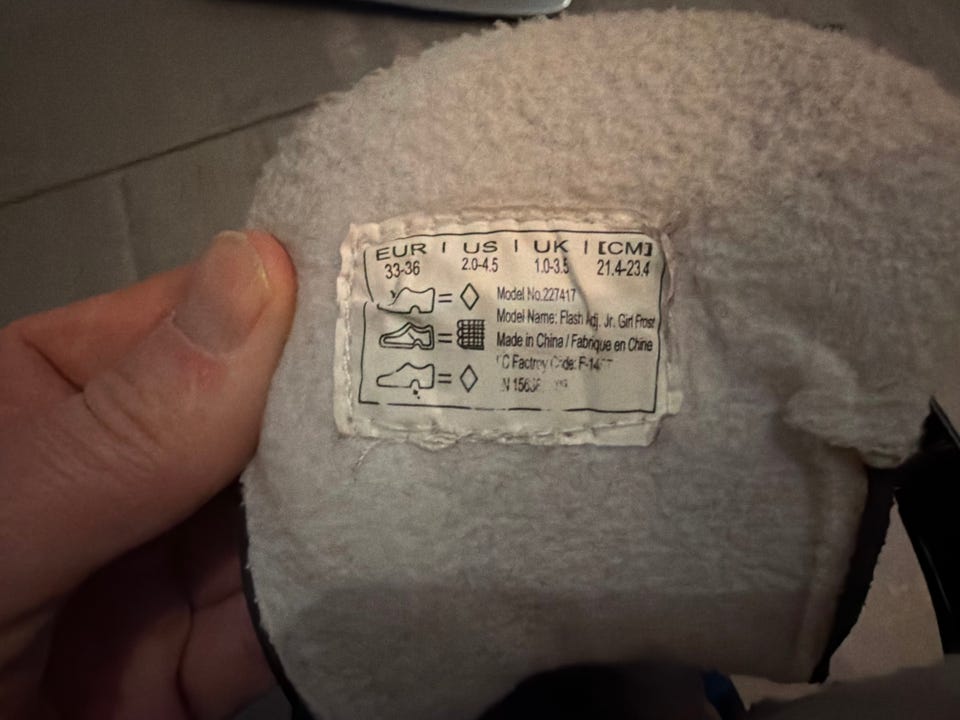 EUR | US | UK | [CM]
33-36 2.0-4.5 1.0-3.5 21.4-23.4
Model No.227417
Model Name: Flash Adj. Jr. Girl Frost
Made in China / Fabrique en Chine
Factroy Code: